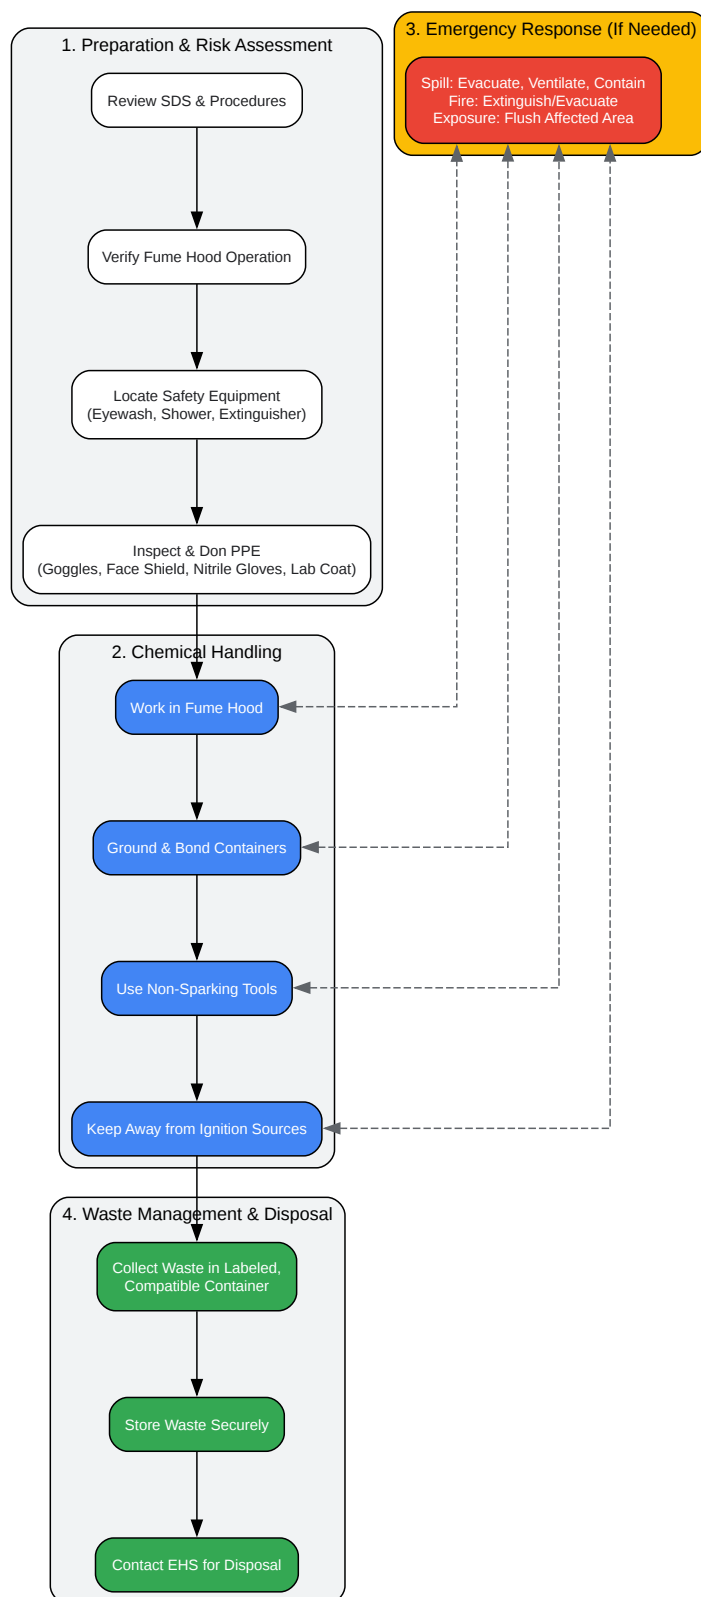 1. Preparation & Risk Assessment
Review SDS & Procedures
Verify Fume Hood Operation
Locate Safety Equipment
(Eyewash, Shower, Extinguisher)
Inspect & Don PPE
(Goggles, Face Shield, Nitrile Gloves, Lab Coat)
3. Emergency Response (If Needed)
Spill: Evacuate, Ventilate, Contain
Fire: Extinguish/Evacuate
Exposure: Flush Affected Area
2. Chemical Handling
Work in Fume Hood
Ground & Bond Containers
Use Non-Sparking Tools
Keep Away from Ignition Sources
4. Waste Management & Disposal
Collect Waste in Labeled,
Compatible Container
Store Waste Securely
Contact EHS for Disposal